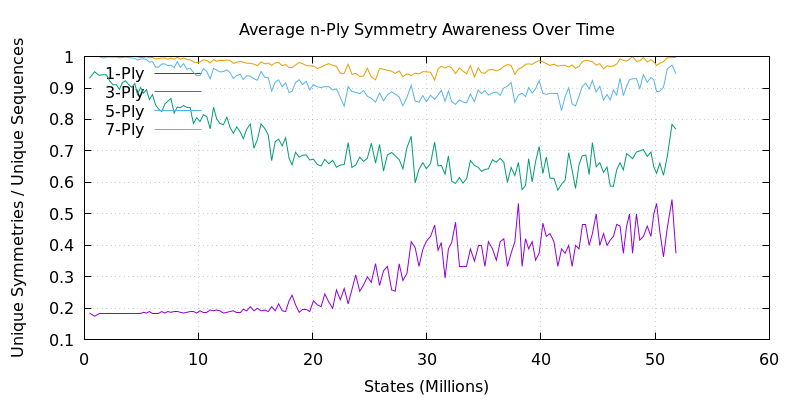 Average n-Ply Symmetry Awareness Over Time
Unique Symmetries / Unique Sequences
1
0.9
0.8
0.7
0.6
0.5
0.4
0.3
0.2
0.1
1-Ply
3-Ply
5-Ply
7-Ply
0 10 20 30 40 50 60
States (Millions)